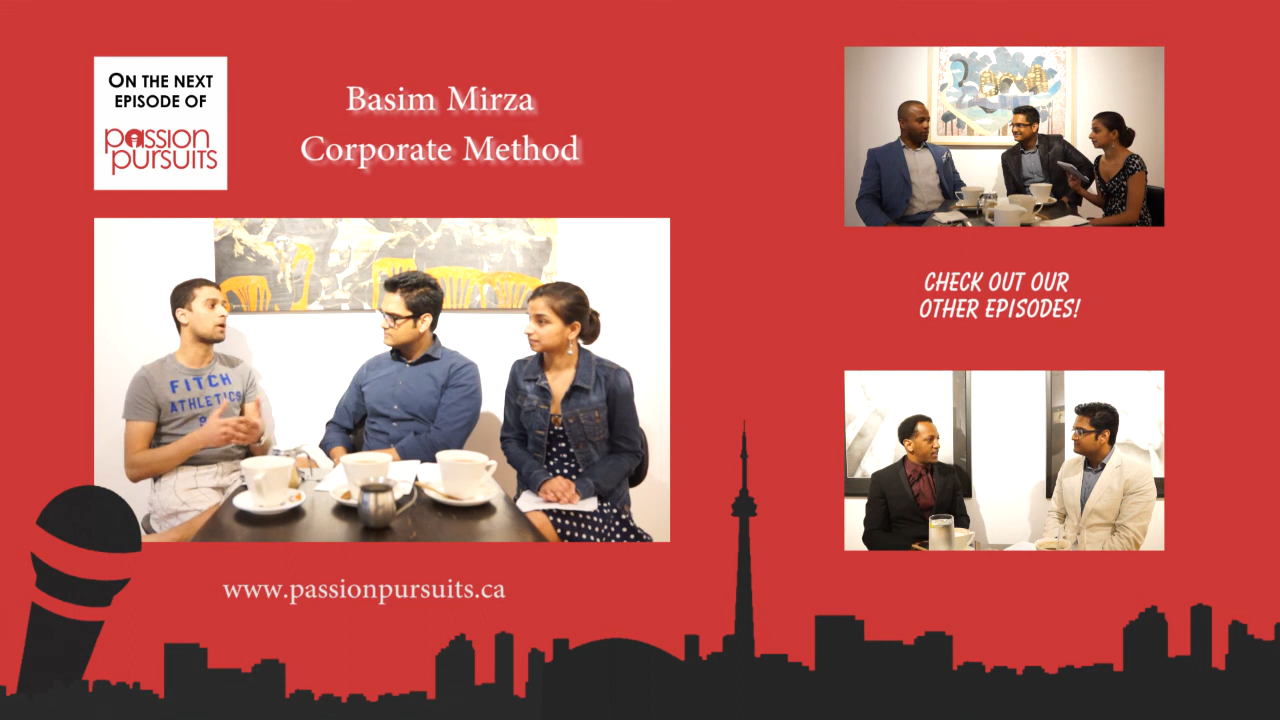 ON THE NEXT
EPISODE OF
passion
pursuits
Basim Mirza
Corporate Method
FITCH
ATHLETICS
www.passionpursuits.ca
CHECK OUT OUR
OTHER EPISODES!